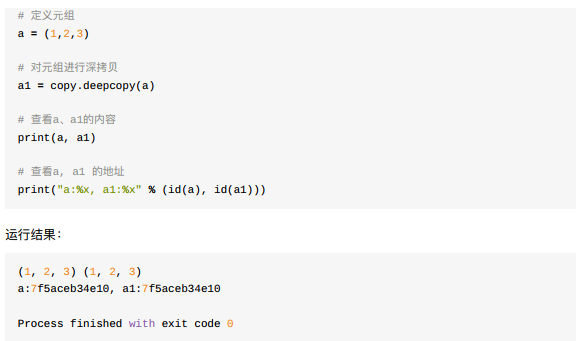 # 定义元组
a = (1,2,3)
# 对元组进行深拷贝
a1 = copy.deepcopy(a)
# 查看a、a1的内容
print(a, a1)
# 查看a, a1 的地址
print("a:%x, a1:%x" % (id(a), id(a1)))
运行结果：
(1, 2, 3) (1, 2, 3)
a:7f5aceb34e10, a1:7f5aceb34e10
Process finished with exit code 0